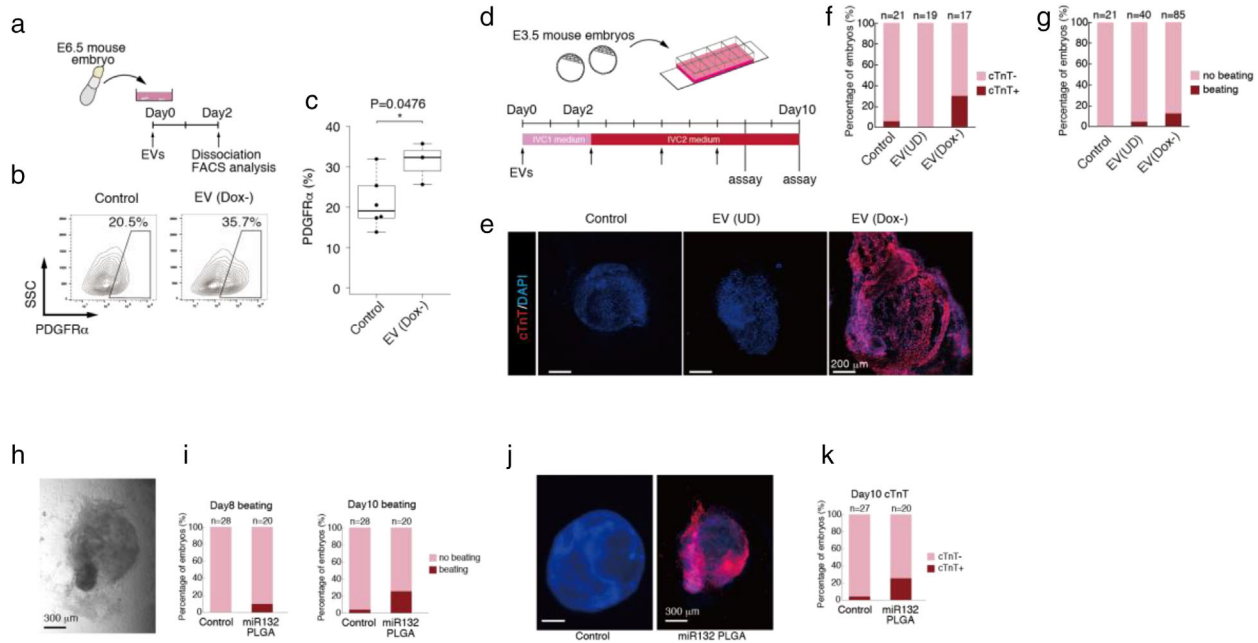 a
E6.5 mouse
embryo
Day0
Day2
EVs
Dissociation
FACS analysis
b
Control
EV (Dox-)
20.5%
35.7%
SSC
PDGFRα
c
P=0.0476
*
PDGFRα (%)
40
30
20
10
0
Control
EV (Dox-)
d
E3.5 mouse embryos
Day0
Day2
Day10
IVC1 medium
IVC2 medium
EVs
assay
assay
e
Control
EV (UD)
EV (Dox-)
cTnT/DAPI
200 μm
f
n=21
n=19
n=17
Percentage of embryos (%)
100
80
60
40
20
0
cTnT-
cTnT+
Control
EV(UD)
EV(Dox-)
g
n=21
n=40
n=85
Percentage of embryos (%)
100
80
60
40
20
0
no beating
beating
Control
EV(UD)
EV(Dox-)
h
300 μm
i
Day8 beating
n=28
n=20
Percentage of embryos (%)
100
80
60
40
20
0
Control
miR132
PLGA
Day10 beating
n=28
n=20
Percentage of embryos (%)
100
80
60
40
20
0
no beating
beating
Control
miR132
PLGA
j
300 μm
Control
miR132 PLGA
k
Day10 cTnT
n=27
n=20
Percentage of embryos (%)
100
80
60
40
20
0
cTnT-
cTnT+
Control
miR132
PLGA